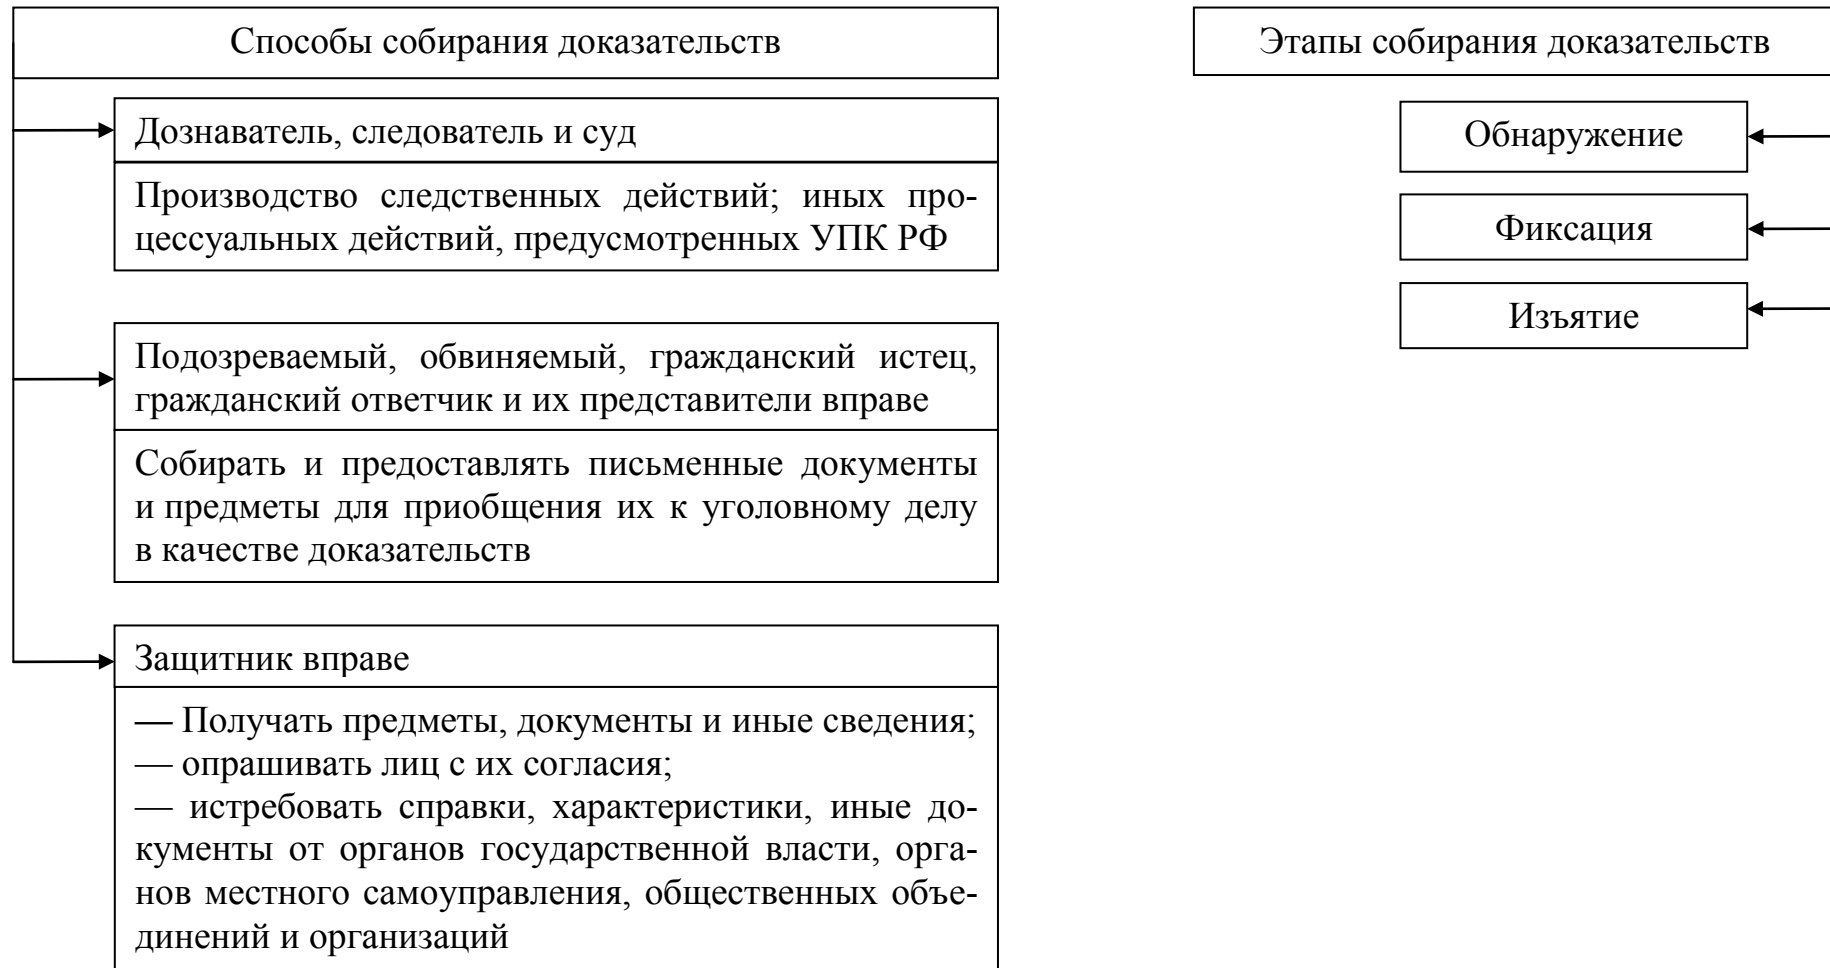 Способы собирания доказательств
Дознаватель, следователь и суд
Производство следственных действий; иных про-
цессуальных действий, предусмотренных УПК РФ
Подозреваемый, обвиняемый, гражданский истец,
гражданский ответчик и их представители вправе
Собирать и предоставлять письменные документы
и предметы для приобщения их к уголовному делу
в качестве доказательств
Защитник вправе
— Получать предметы, документы и иные сведения;
— опрашивать лиц с их согласия;
— истребовать справки, характеристики, иные до-
кументы от органов государственной власти, орга-
нов местного самоуправления, общественных объе-
динений и организаций
Этапы собирания доказательств
Обнаружение
Фиксация
Изъятие